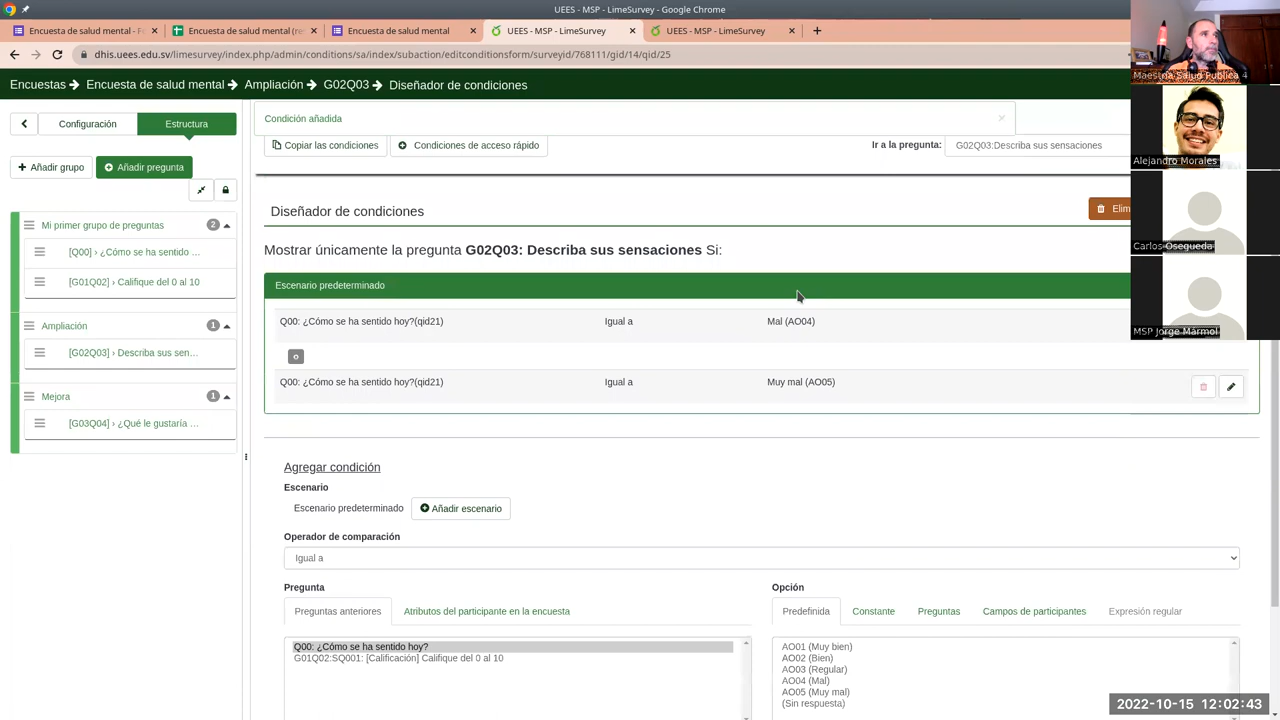 UEES - MSP - LimeSurvey - Google Chrome
Encuesta de salud mental - F
Encuesta de salud mental (re
Encuesta de salud mental
UEES - MSP - LimeSurvey
UEES - MSP - LimeSurvey
dhis.uees.edu.sv/limesurvey/index.php/admin/conditions/sa/index/subaction/editconditionsform/surveyid/768111/gid/14/qid/25
Encuestas → Encuesta de salud mental → Ampliación → G02Q03 → Diseñador de condiciones
Configuración
Estructura
Añadir grupo
Añadir pregunta
Mi primer grupo de preguntas
2
[Q00] › ¿Cómo se ha sentido ...
[G01Q02] › Califique del 0 al 10
Ampliación
1
[G02Q03] › Describa sus sen...
Mejora
1
[G03Q04] › ¿Qué le gustaría ...
Condición añadida
×
Copiar las condiciones
Condiciones de acceso rápido
Ir a la pregunta:
G02Q03:Describa sus sensaciones
Diseñador de condiciones
Elim
Mostrar únicamente la pregunta G02Q03: Describa sus sensaciones Si:
Escenario predeterminado
Q00: ¿Cómo se ha sentido hoy?(qid21)
Igual a
Mal (AO04)
o
Q00: ¿Cómo se ha sentido hoy?(qid21)
Igual a
Muy mal (AO05)
Agregar condición
Escenario
Escenario predeterminado
Añadir escenario
Operador de comparación
Igual a
Pregunta
Preguntas anteriores
Atributos del participante en la encuesta
Q00: ¿Cómo se ha sentido hoy?
G01Q02:SQ001: [Calificación] Califique del 0 al 10
Opción
Predefinida
Constante
Preguntas
Campos de participantes
Expresión regular
AO01 (Muy bien)
AO02 (Bien)
AO03 (Regular)
AO04 (Mal)
AO05 (Muy mal)
(Sin respuesta)
Maestría Salud Publica 4
Alejandro Morales
Carlos Osegueda
MSP Jorge Mármol
2022-10-15 12:02:43